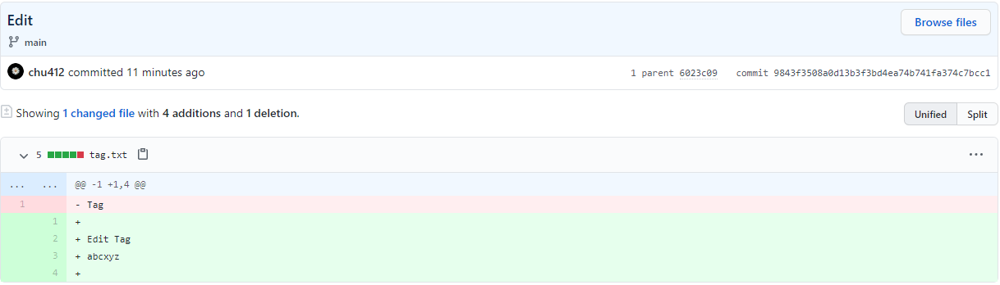 Edit
Browse files
main
chu412 committed 11 minutes ago
1 parent 6023c09 commit 9843f3508a0d13b3f3bd4ea74b741fa374c7bcc1
Showing 1 changed file with 4 additions and 1 deletion.
Unified Split
5 tag.txt
... ... @@ -1 +1,4 @@
1 - Tag
1 +
2 + Edit Tag
3 + abcxyz
4 +